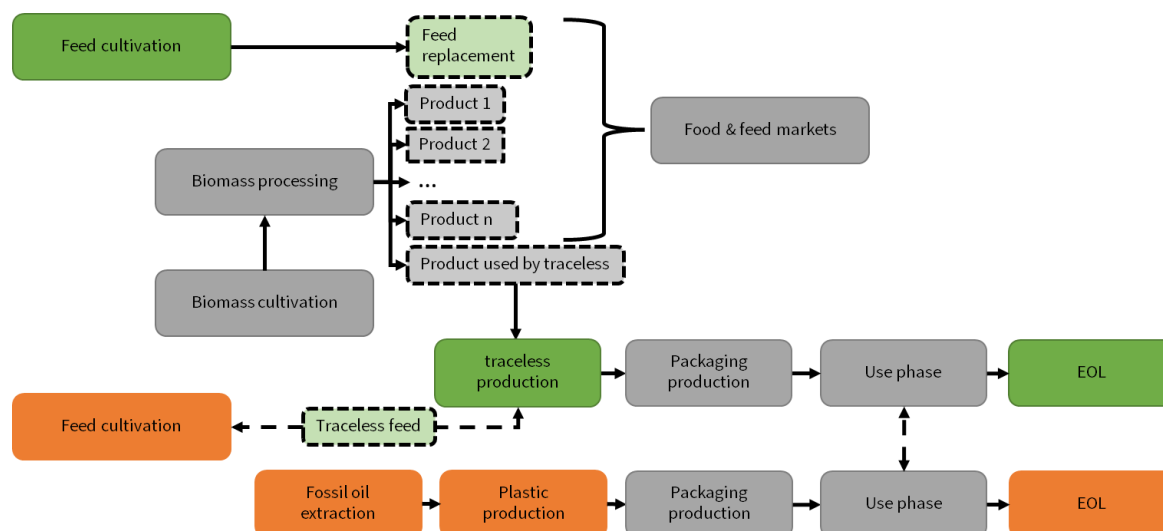 Feed cultivation
Feed
replacement
Product 1
Product 2
Food & feed markets
Biomass processing
...
Product n
Product used by traceless
Biomass cultivation
traceless
production
Packaging
production
Use phase
EOL
Feed cultivation
Traceless feed
Fossil oil
extraction
Plastic
production
Packaging
production
Use phase
EOL